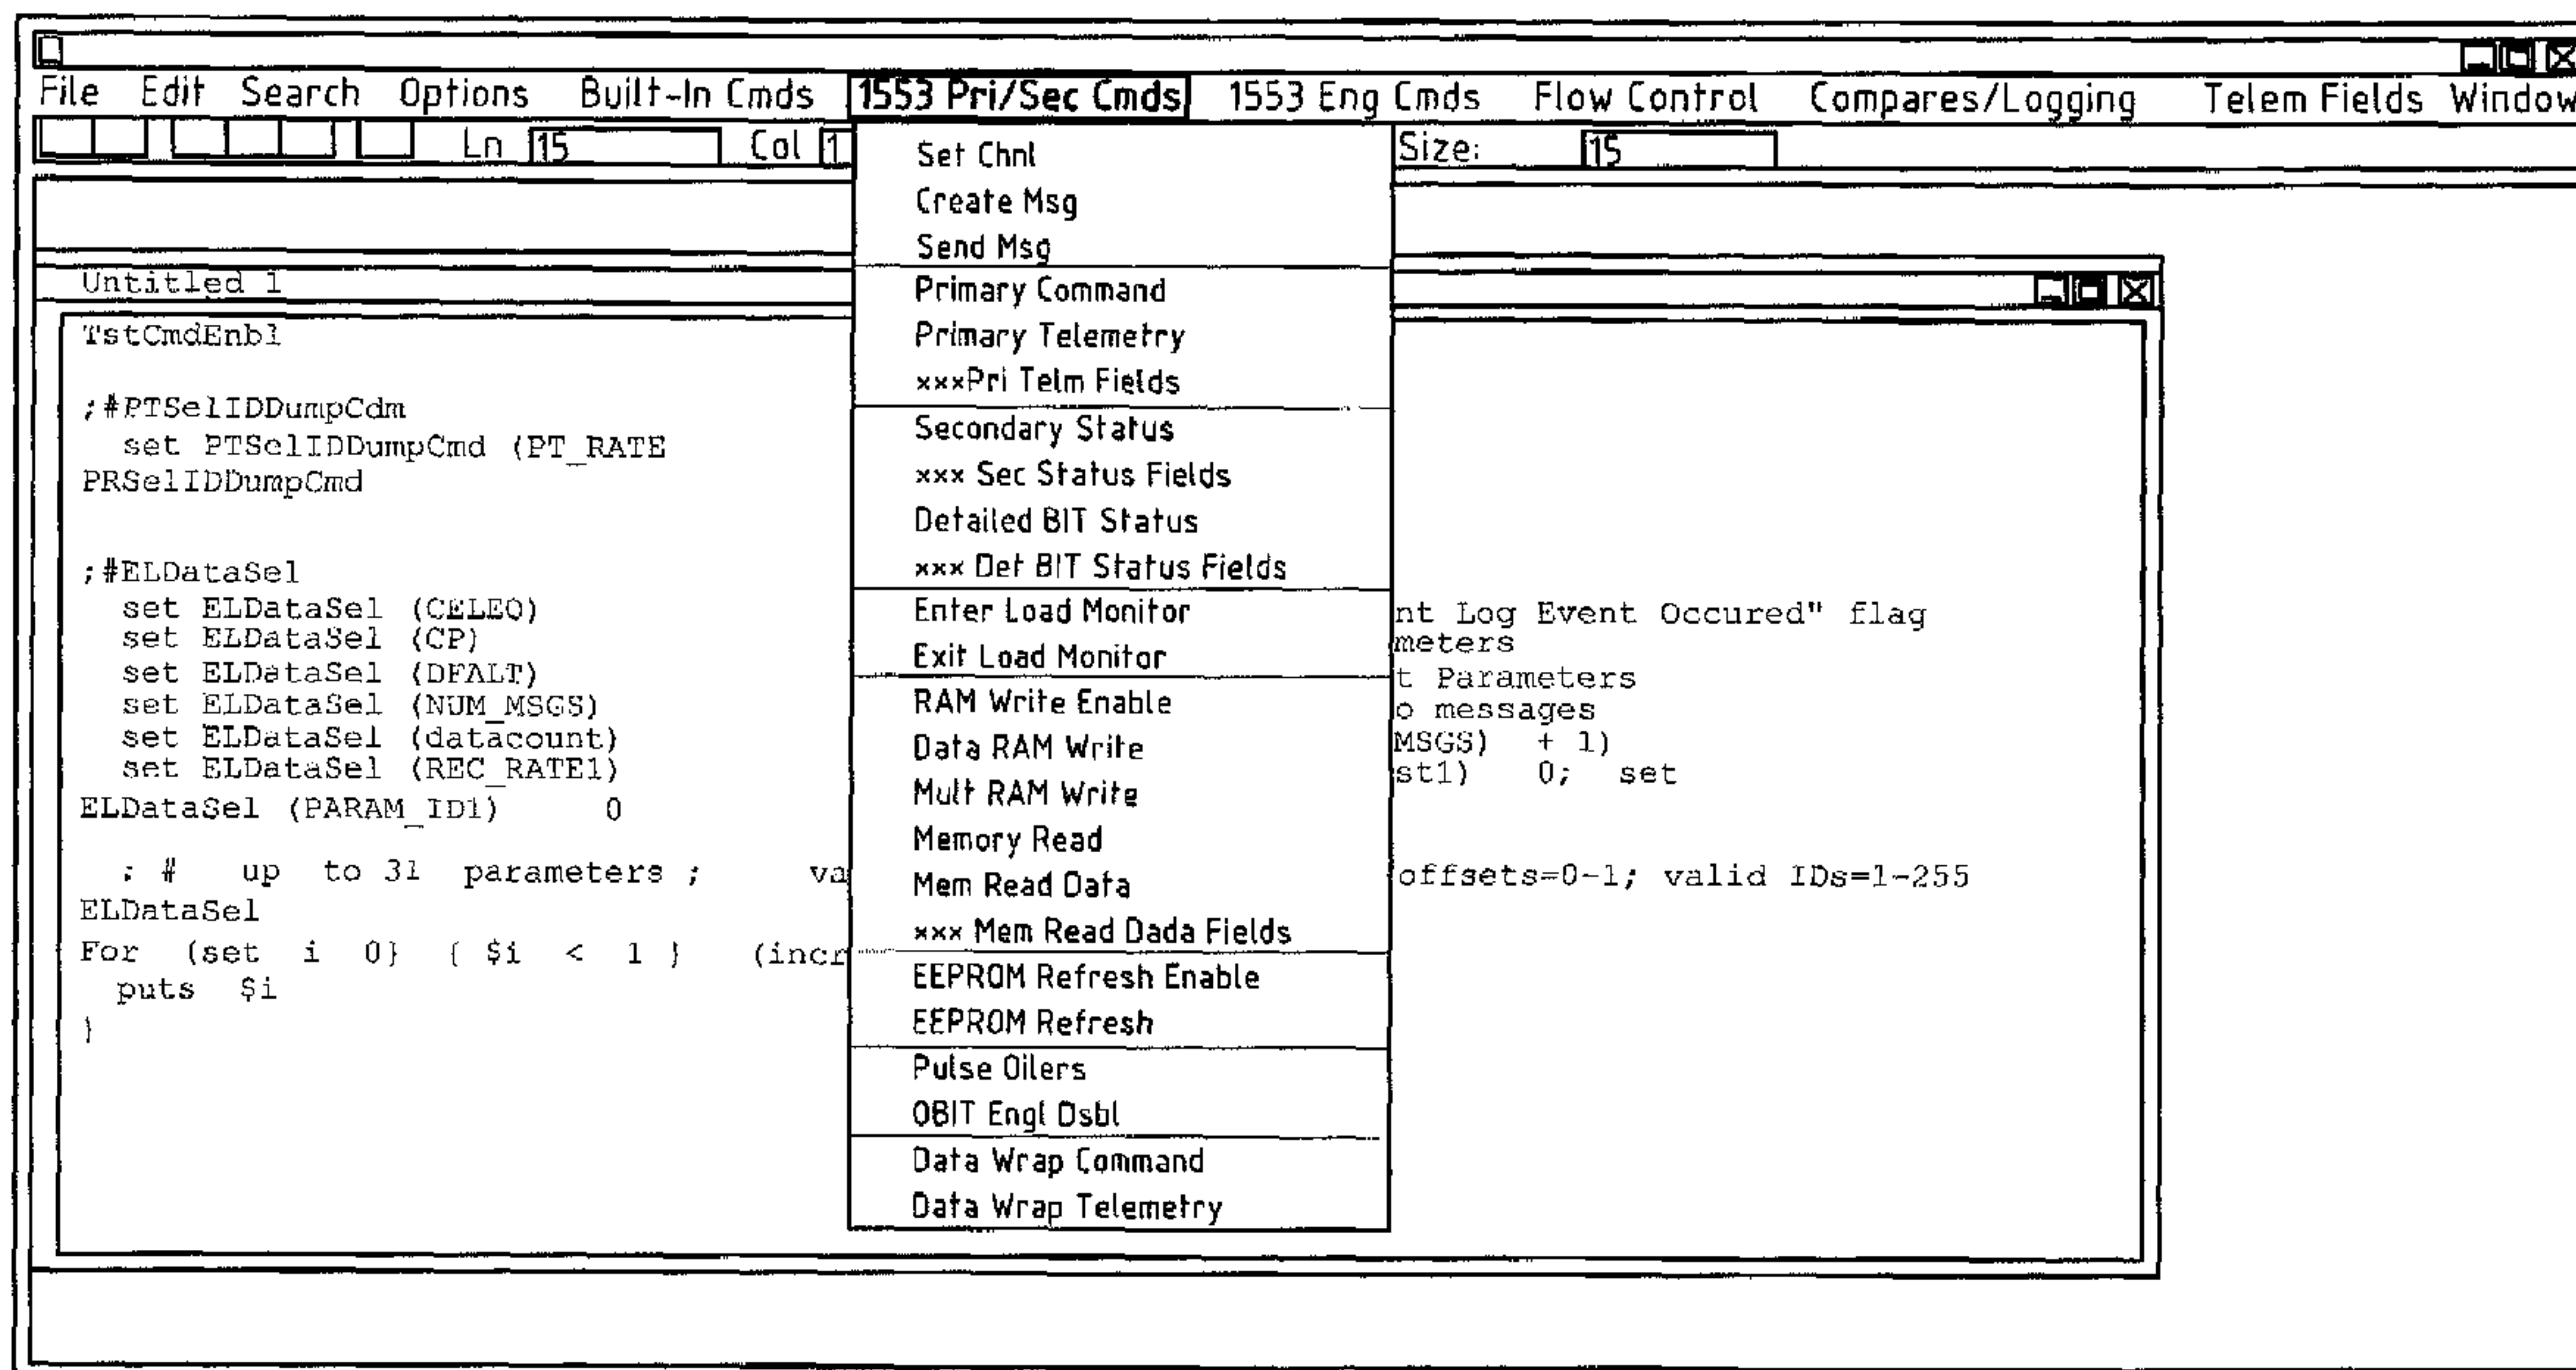 File Edit Search Options Built-In Cmds 1553 Pri/Sec Cmds 1553 Eng Cmds Flow Control Compares/Logging Telem Fields Window
Ln 15 Col 1 Size: 15
Set Chnl
Create Msg
Send Msg
Primary Command
Primary Telemetry
xxxPri Telm Fields
Secondary Status
xxx Sec Status Fields
Detailed BIT Status
xxx Det BIT Status Fields
Enter Load Monitor
Exit Load Monitor
RAM Write Enable
Data RAM Write
Mult RAM Write
Memory Read
Mem Read Data
xxx Mem Read Dada Fields
EEPROM Refresh Enable
EEPROM Refresh
Pulse Oilers
OBIT Engl Dsbl
Data Wrap Command
Data Wrap Telemetry
Untitled 1
TstCmdEnbl
;#PTSelIDDumpCdm
set PTSelIDDumpCmd (PT_RATE
PRSelIDDumpCmd
;#ELDataSel
set ELDataSel (CELEO) nt Log Event Occured" flag
set ELDataSel (CP) meters
set ELDataSel (DFALT) t Parameters
set ELDataSel (NUM_MSGS) o messages
set ELDataSel (datacount) MSGS) + 1)
set ELDataSel (REC_RATE1) st1) 0; set
ELDataSel (PARAM_ID1) 0
; # up to 31 parameters ; va offsets=0-1; valid IDs=1-255
ELDataSel
For (set i 0} { $i < 1 } (incr
puts $i
}